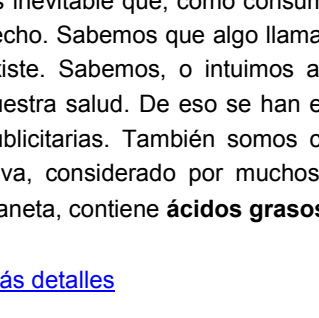 s inevitable que, como consum
echo. Sabemos que algo llama
iste. Sabemos, o intuimos a
uestra salud. De eso se han e
ublicitarias. También somos c
va, considerado por muchos
aneta, contiene ácidos grasos
ás detalles